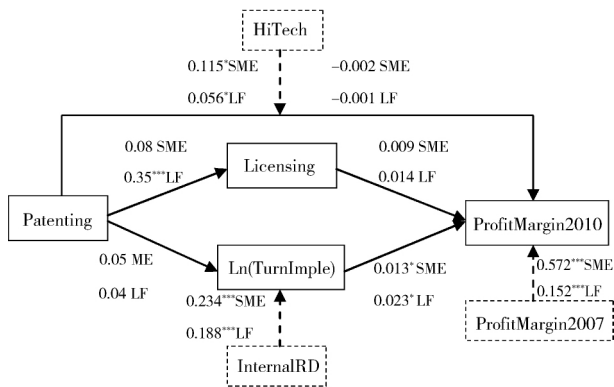 HiTech
0.115*SME
-0.002 SME
0.056*LF
-0.001 LF
0.08 SME
0.009 SME
Licensing
0.35***LF
0.014 LF
Patenting
ProfitMargin2010
0.05 ME
Ln(TurnImple)
0.013* SME
0.572***SME
0.04 LF
0.234***SME
0.023* LF
0.152***LF
0.188***LF
ProfitMargin2007
InternalRD